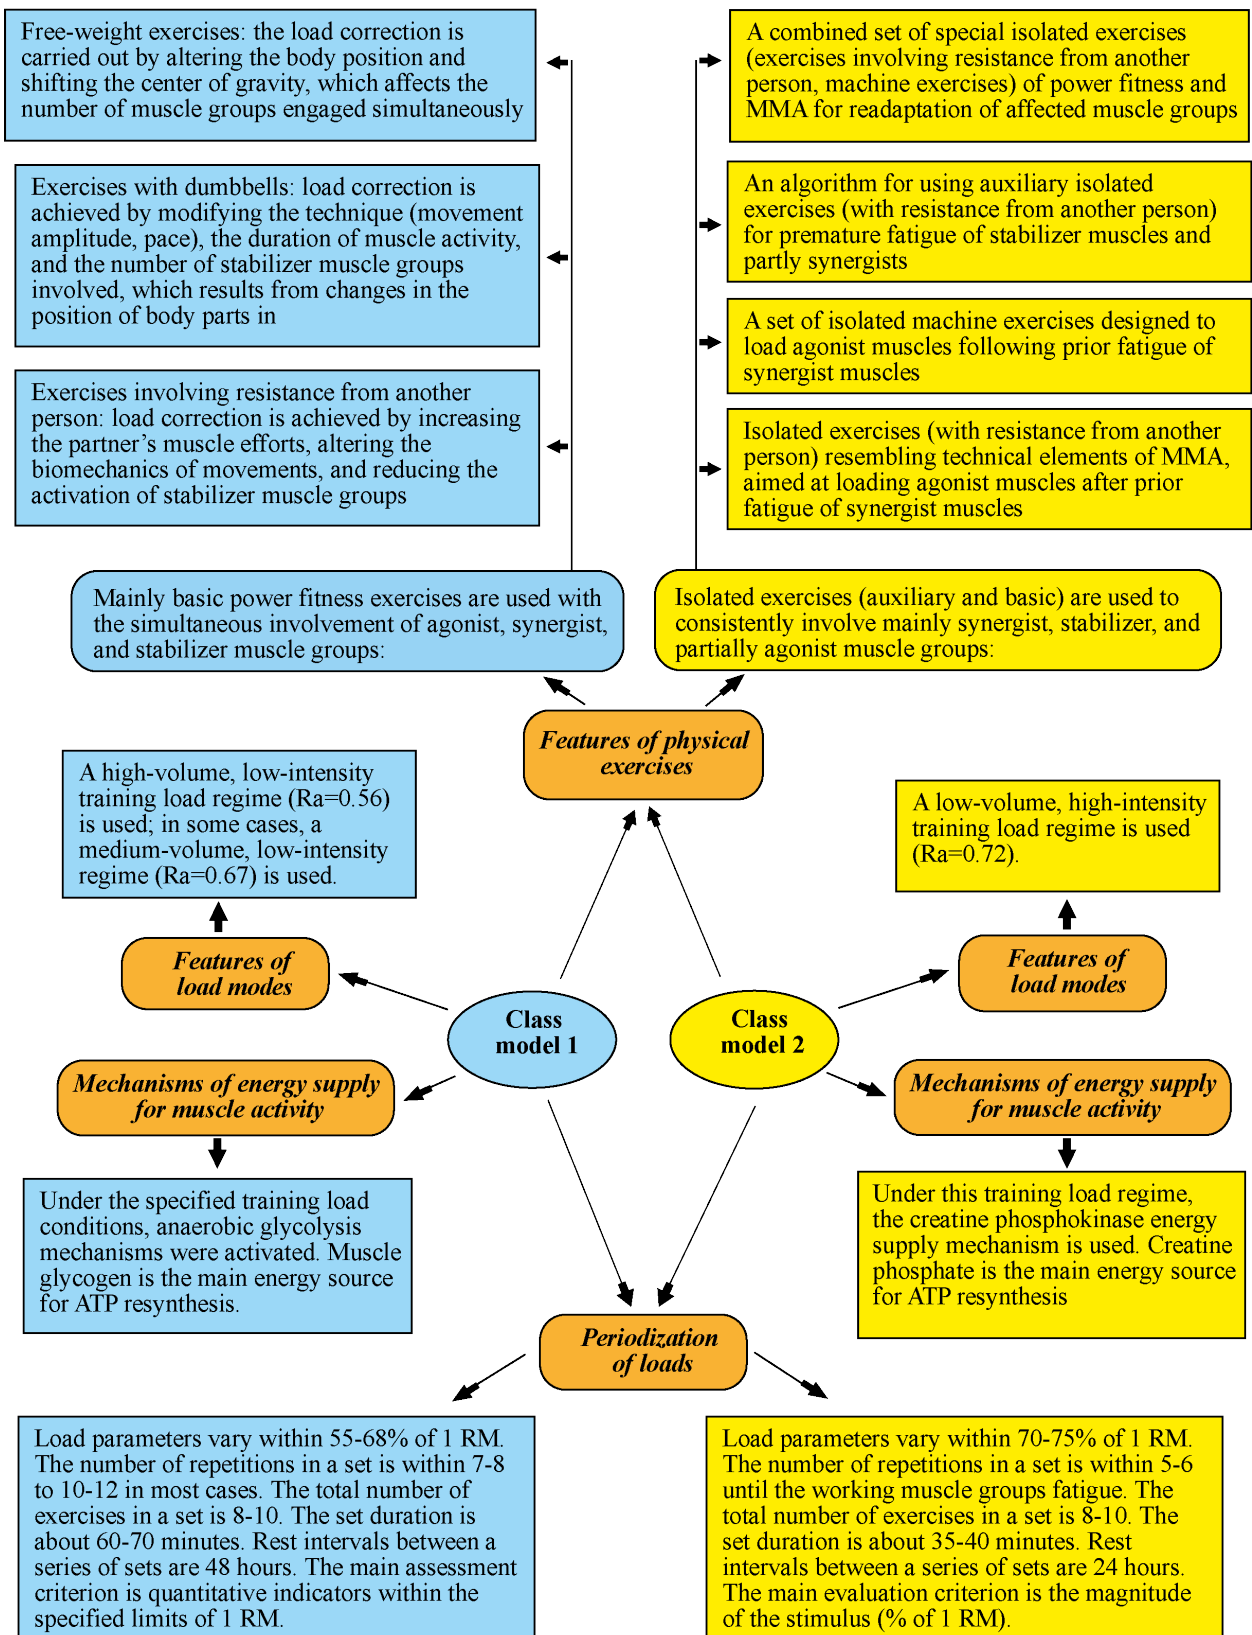 Free-weight exercises: the load correction is
carried out by altering the body position and
shifting the center of gravity, which affects the
number of muscle groups engaged simultaneously
Exercises with dumbbells: load correction is
achieved by modifying the technique (movement
amplitude, pace), the duration of muscle activity,
and the number of stabilizer muscle groups
involved, which results from changes in the
position of body parts in
Exercises involving resistance from another
person: load correction is achieved by increasing
the partner’s muscle efforts, altering the
biomechanics of movements, and reducing the
activation of stabilizer muscle groups
A combined set of special isolated exercises
(exercises involving resistance from another
person, machine exercises) of power fitness and
MMA for readaptation of affected muscle groups
An algorithm for using auxiliary isolated
exercises (with resistance from another person)
for premature fatigue of stabilizer muscles and
partly synergists
A set of isolated machine exercises designed to
load agonist muscles following prior fatigue of
synergist muscles
Isolated exercises (with resistance from another
person) resembling technical elements of MMA,
aimed at loading agonist muscles after prior
fatigue of synergist muscles
Mainly basic power fitness exercises are used with
the simultaneous involvement of agonist, synergist,
and stabilizer muscle groups:
Isolated exercises (auxiliary and basic) are used to
consistently involve mainly synergist, stabilizer, and
partially agonist muscle groups:
Features of physical
exercises
A high-volume, low-intensity
training load regime (Ra=0.56)
is used; in some cases, a
medium-volume, low-intensity
regime (Ra=0.67) is used.
A low-volume, high-intensity
training load regime is used
(Ra=0.72).
Features of
load modes
Features of
load modes
Class
model 1
Class
model 2
Mechanisms of energy supply
for muscle activity
Mechanisms of energy supply
for muscle activity
Under the specified training load
conditions, anaerobic glycolysis
mechanisms were activated. Muscle
glycogen is the main energy source
for ATP resynthesis.
Under this training load regime,
the creatine phosphokinase energy
supply mechanism is used. Creatine
phosphate is the main energy source
for ATP resynthesis
Periodization
of loads
Load parameters vary within 55-68% of 1 RM.
The number of repetitions in a set is within 7-8
to 10-12 in most cases. The total number of
exercises in a set is 8-10. The set duration is
about 60-70 minutes. Rest intervals between a
series of sets are 48 hours. The main assessment
criterion is quantitative indicators within the
specified limits of 1 RM.
Load parameters vary within 70-75% of 1 RM.
The number of repetitions in a set is within 5-6
until the working muscle groups fatigue. The
total number of exercises in a set is 8-10. The
set duration is about 35-40 minutes. Rest
intervals between a series of sets are 24 hours.
The main evaluation criterion is the magnitude
of the stimulus (% of 1 RM).